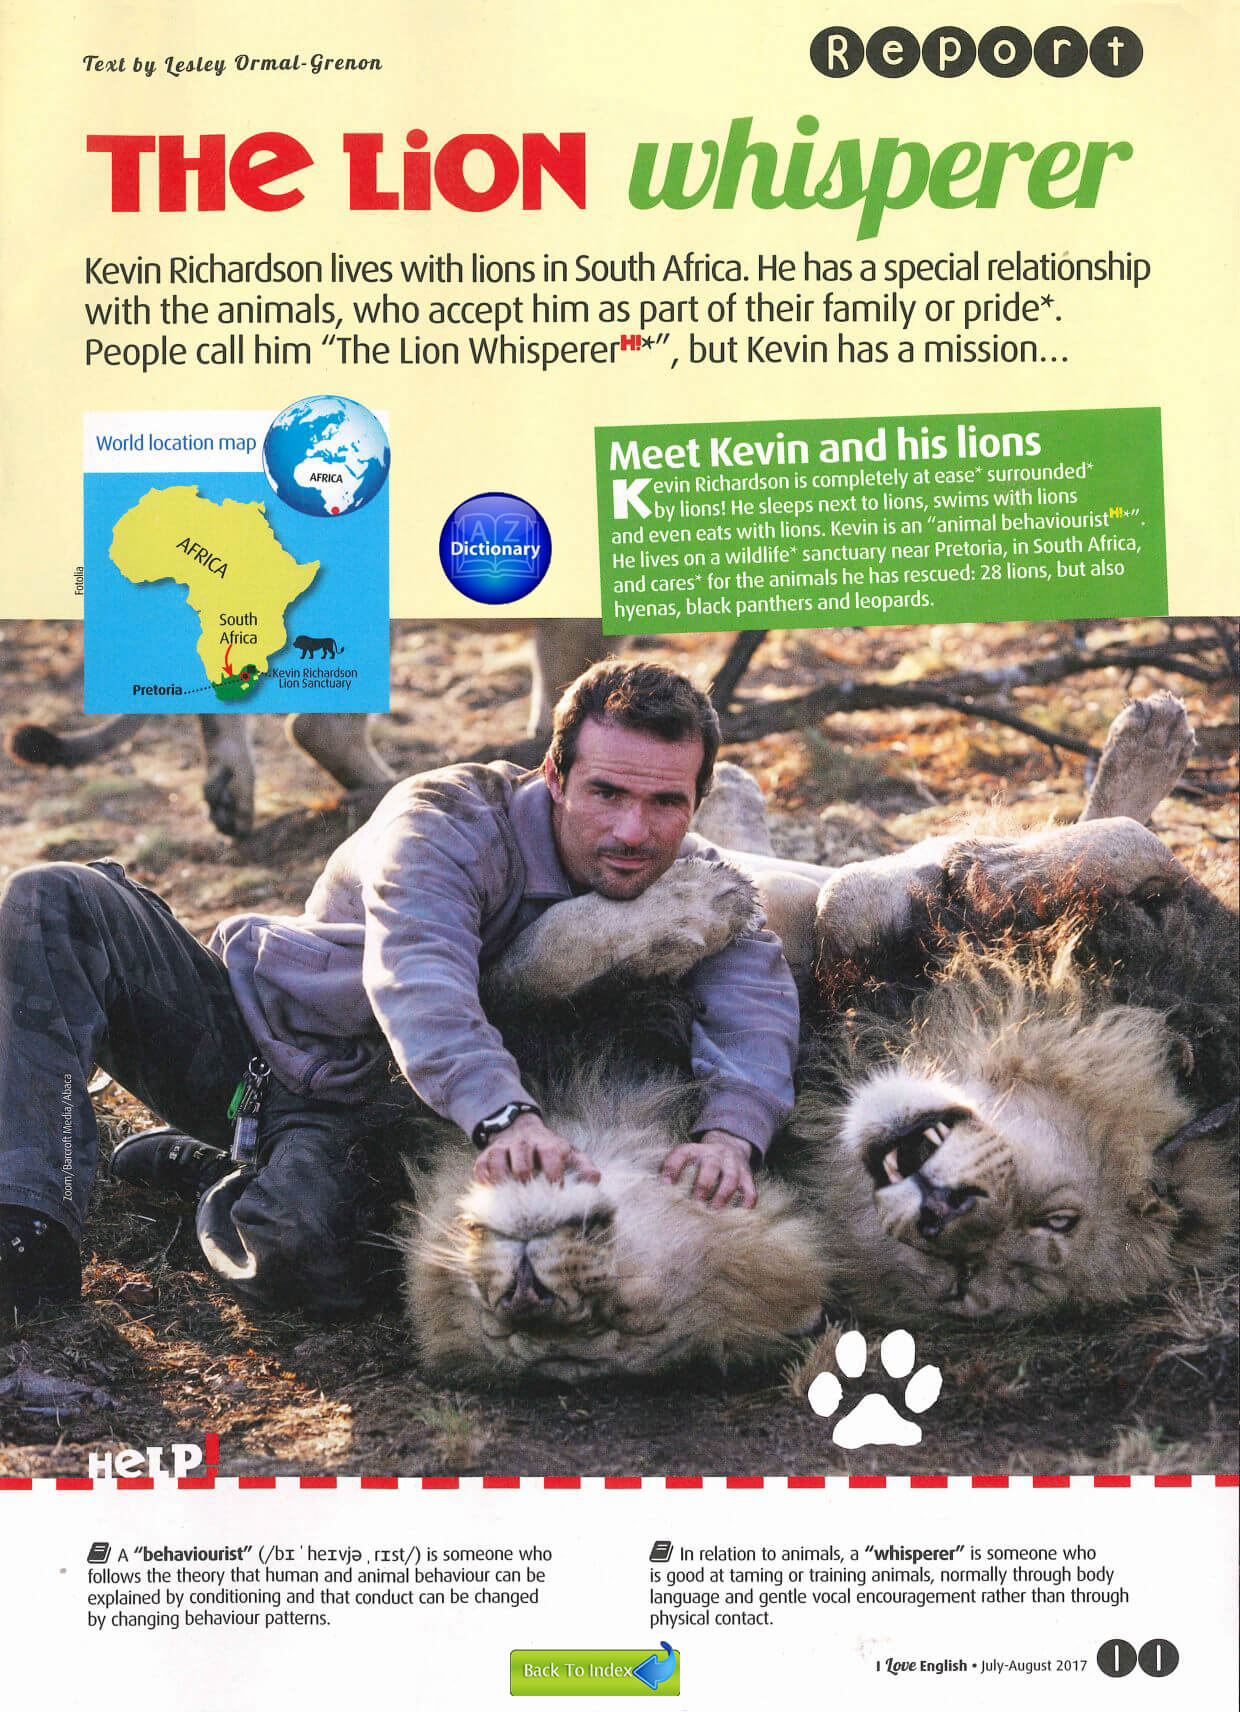 Text by Lesley Ormal-Grenon
Report
THe LiON whisperer
Kevin Richardson lives with lions in South Africa. He has a special relationship
with the animals, who accept him as part of their family or pride*.
People call him “The Lion WhispererH!*”, but Kevin has a mission...
World location map
AFRICA
AFRICA
South
Africa
Pretoria
Kevin Richardson
Lion Sanctuary
Fotolia
A Z
Dictionary
Meet Kevin and his lions
Kevin Richardson is completely at ease* surrounded*
by lions! He sleeps next to lions, swims with lions
and even eats with lions. Kevin is an “animal behaviouristH!*”.
He lives on a wildlife* sanctuary near Pretoria, in South Africa,
and cares* for the animals he has rescued: 28 lions, but also
hyenas, black panthers and leopards.
Zoom/Barcroft Media/Abaca
HeLP!
A “behaviourist” (/bɪˈheɪvjəˌrɪst/) is someone who
follows the theory that human and animal behaviour can be
explained by conditioning and that conduct can be changed
by changing behaviour patterns.
In relation to animals, a “whisperer” is someone who
is good at taming or training animals, normally through body
language and gentle vocal encouragement rather than through
physical contact.
Back To Index
I Love English • July-August 2017 11